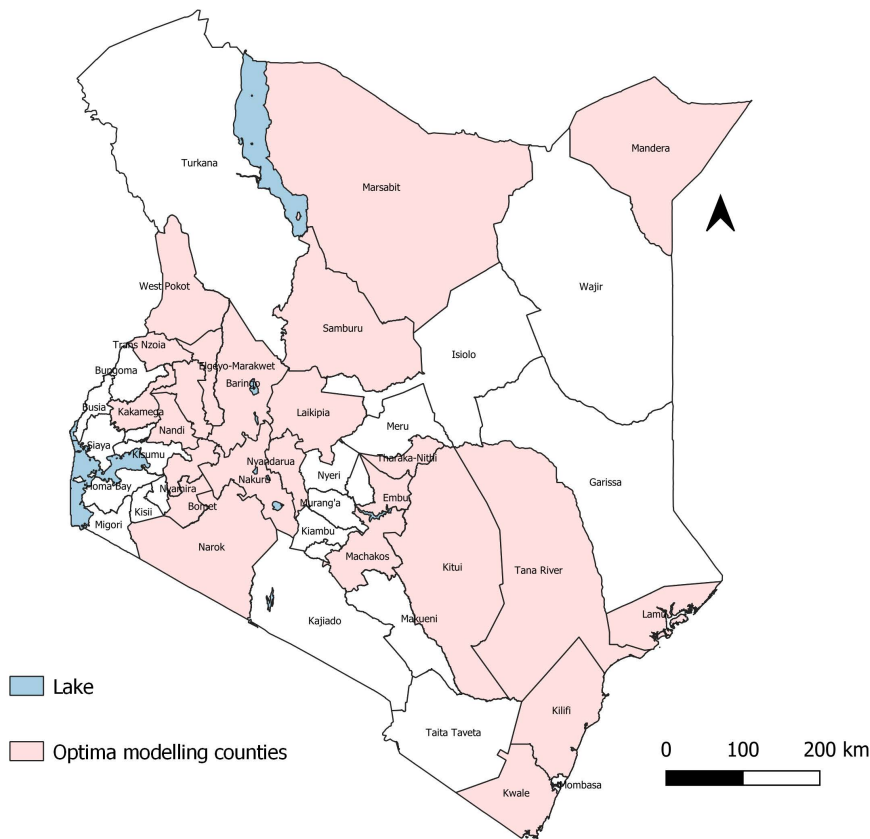 Mandera
Turkana
Marsabit
West Pokot
Wajir
Samburu
Trans Nzoia
Isiolo
Bungoma
Elgeyo-Marakwet
Baringo
Busia
Kakamega
Laikipia
Meru
Nandi
Siaya
Kisumu
Tharaka-Nithi
Nyandarua
Nyeri
Nakuru
Garissa
Homa Bay
Nyamira
Embu
Bomet
Murang'a
Kisii
Migori
Kiambu
Narok
Machakos
Kitui
Tana River
Lamu
Kajiado
Makueni
Lake
Kilifi
Taita Taveta
Optima modelling counties
0 100 200 km
Mombasa
Kwale